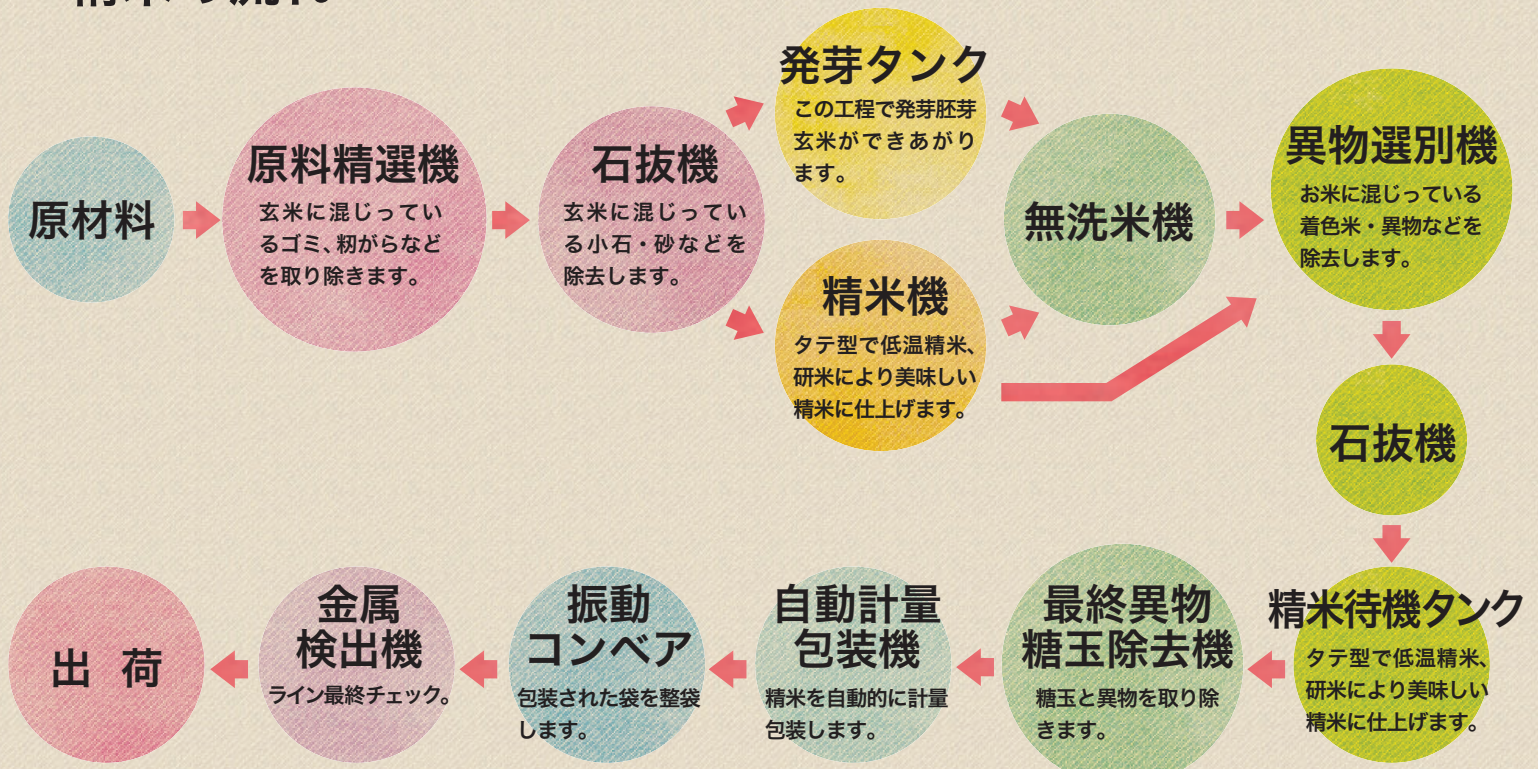 原材料
原料精選機
玄米に混じってい
るゴミ、籾がらなど
を取り除きます。
石抜機
玄米に混じってい
る小石・砂などを
除去します。
発芽タンク
この工程で発芽胚芽
玄米ができあがり
ます。
精米機
タテ型で低温精米、
研米により美味しい
精米に仕上げます。
無洗米機
異物選別機
お米に混じっている
着色米・異物などを
除去します。
石抜機
精米待機タンク
タテ型で低温精米、
研米により美味しい
精米に仕上げます。
最終異物
糖玉除去機
糖玉と異物を取り除
きます。
自動計量
包装機
精米を自動的に計量
包装します。
振動
コンベア
包装された袋を整袋
します。
金属
検出機
ライン最終チェック。
出 荷